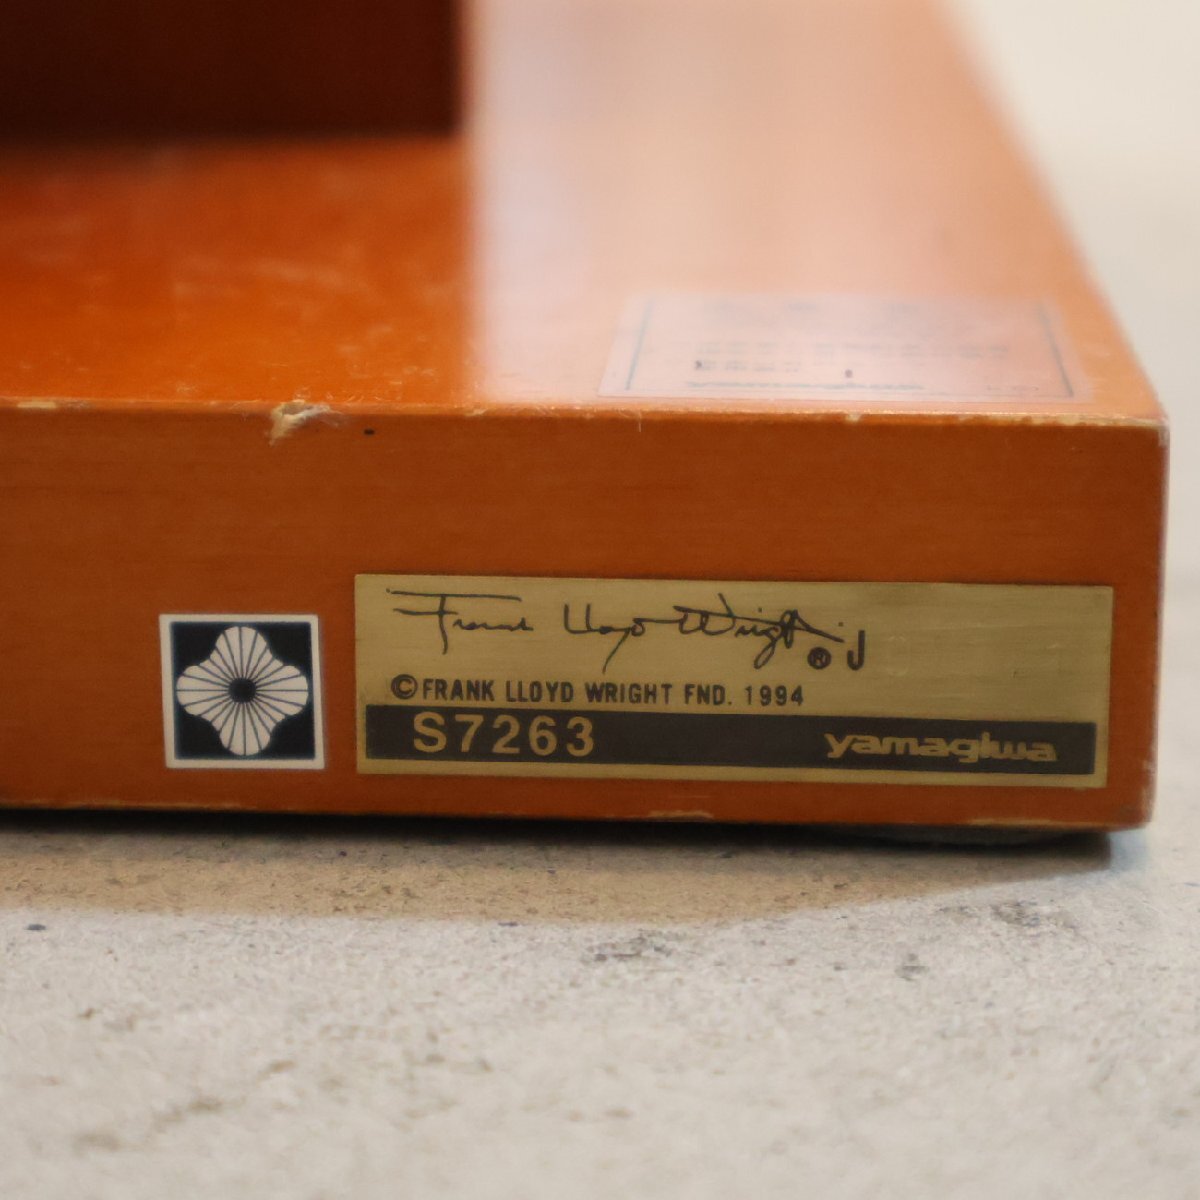 Frank Lloyd Wright ® J
© FRANK LLOYD WRIGHT FND. 1994
S7263 yamagiwa